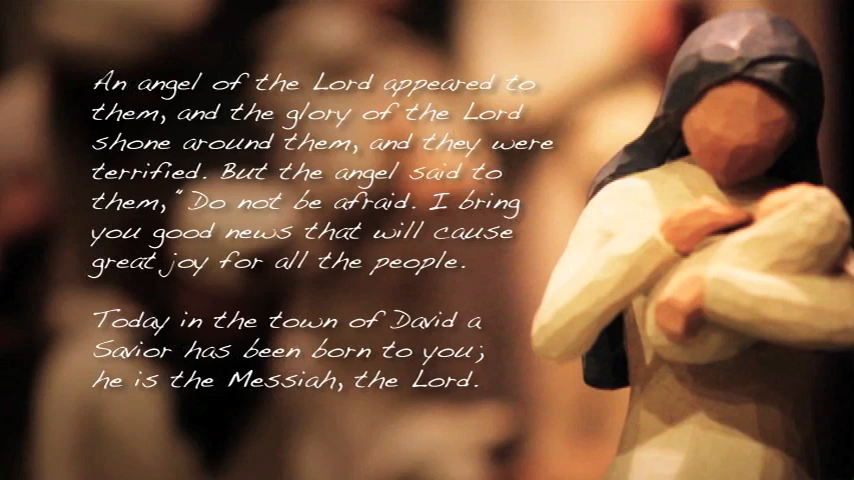 An angel of the Lord appeared to
them, and the glory of the Lord
shone around them, and they were
terrified. But the angel said to
them, "Do not be afraid. I bring
you good news that will cause
great joy for all the people.
Today in the town of David a
Savior has been born to you;
he is the Messiah, the Lord.